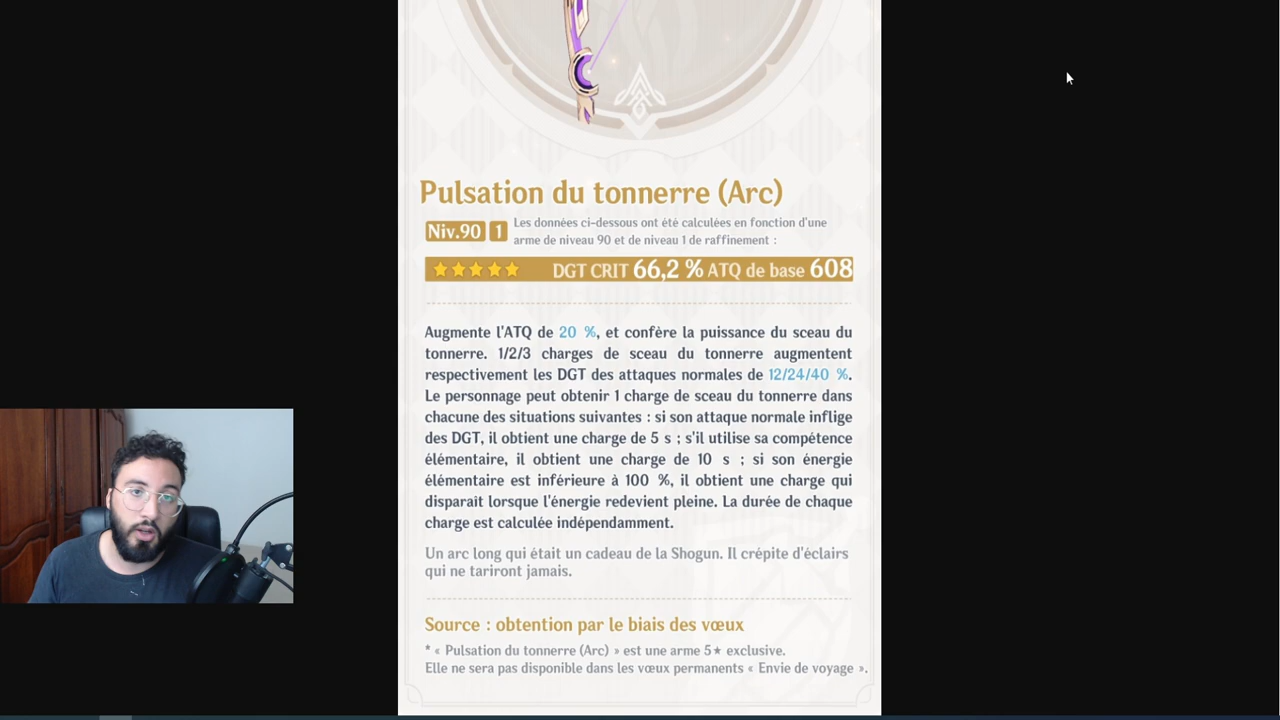 Pulsation du tonnerre (Arc)
Niv.90 1 Les données ci-dessous ont été calculées en fonction d'une
arme de niveau 90 et de niveau 1 de raffinement :
DGT CRIT 66,2 % ATQ de base 608
Augmente l'ATQ de 20 %, et confère la puissance du sceau du
tonnerre. 1/2/3 charges de sceau du tonnerre augmentent
respectivement les DGT des attaques normales de 12/24/40 %.
Le personnage peut obtenir 1 charge de sceau du tonnerre dans
chacune des situations suivantes : si son attaque normale inflige
des DGT, il obtient une charge de 5 s ; s'il utilise sa compétence
élémentaire, il obtient une charge de 10 s ; si son énergie
élémentaire est inférieure à 100 %, il obtient une charge qui
disparaît lorsque l'énergie redevient pleine. La durée de chaque
charge est calculée indépendamment.
Un arc long qui était un cadeau de la Shogun. Il crépite d'éclairs
qui ne tariront jamais.
Source : obtention par le biais des vœux
* « Pulsation du tonnerre (Arc) » est une arme 5★ exclusive.
Elle ne sera pas disponible dans les vœux permanents « Envie de voyage ».